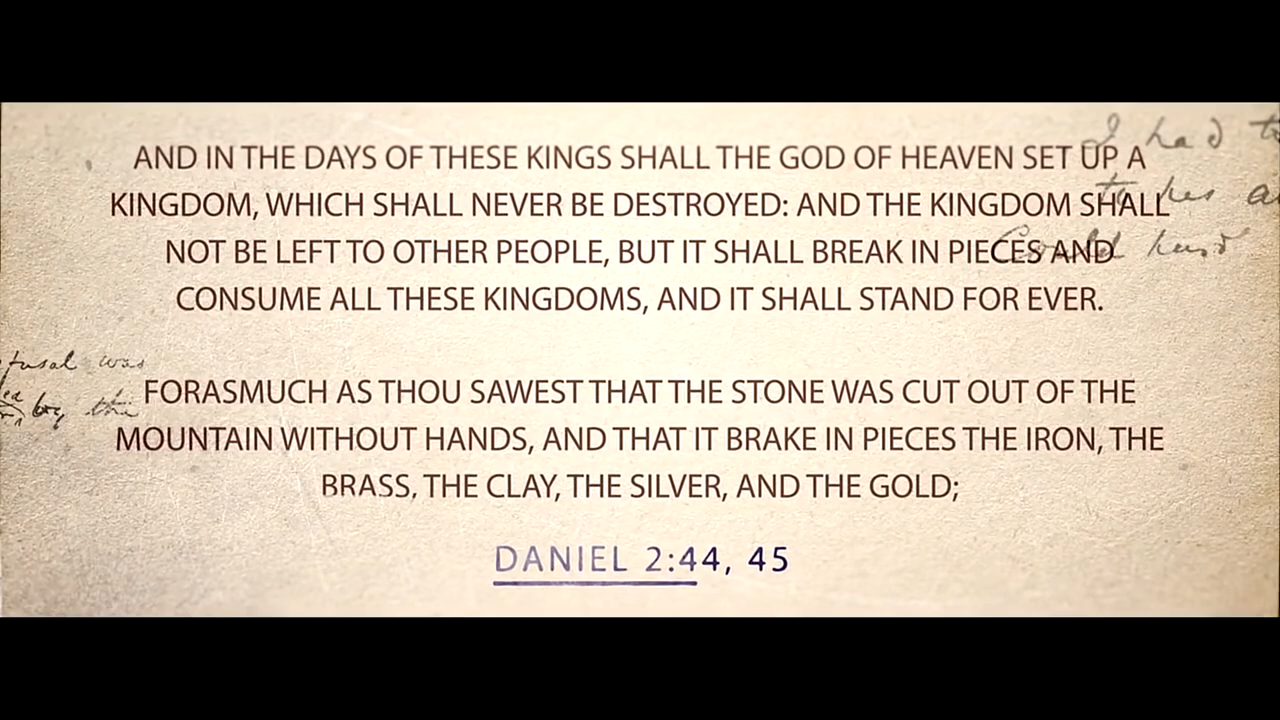 AND IN THE DAYS OF THESE KINGS SHALL THE GOD OF HEAVEN SET UP A
KINGDOM, WHICH SHALL NEVER BE DESTROYED: AND THE KINGDOM SHALL
NOT BE LEFT TO OTHER PEOPLE, BUT IT SHALL BREAK IN PIECES AND
CONSUME ALL THESE KINGDOMS, AND IT SHALL STAND FOR EVER.
FORASMUCH AS THOU SAWEST THAT THE STONE WAS CUT OUT OF THE
MOUNTAIN WITHOUT HANDS, AND THAT IT BRAKE IN PIECES THE IRON, THE
BRASS, THE CLAY, THE SILVER, AND THE GOLD;
DANIEL 2:44, 45
I had
was
by the